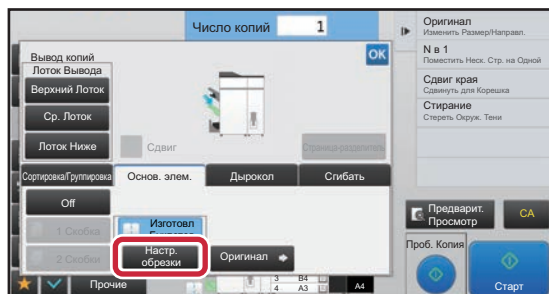 Число копий 1
Вывод копий
OK
Лоток Вывода
Верхний Лоток
Ср. Лоток
Лоток Ниже
Сдвиг
Страница-разделитель
Сортировка/Группировка
Основ. элем.
Дырокол
Сгибать
Off
1 Скобка
2 Скобки
Изготовл
Настр.
обрезки
Оригинал
Прочие
3 B4
4 A3
A4
Оригинал
Изменить Размер/Направл.
N в 1
Поместить Неск. Стр. на Одной
Сдвиг края
Сдвинуть для Корешка
Стирание
Стереть Окруж. Тени
Предварит.
Просмотр
CA
Проб. Копия
Старт